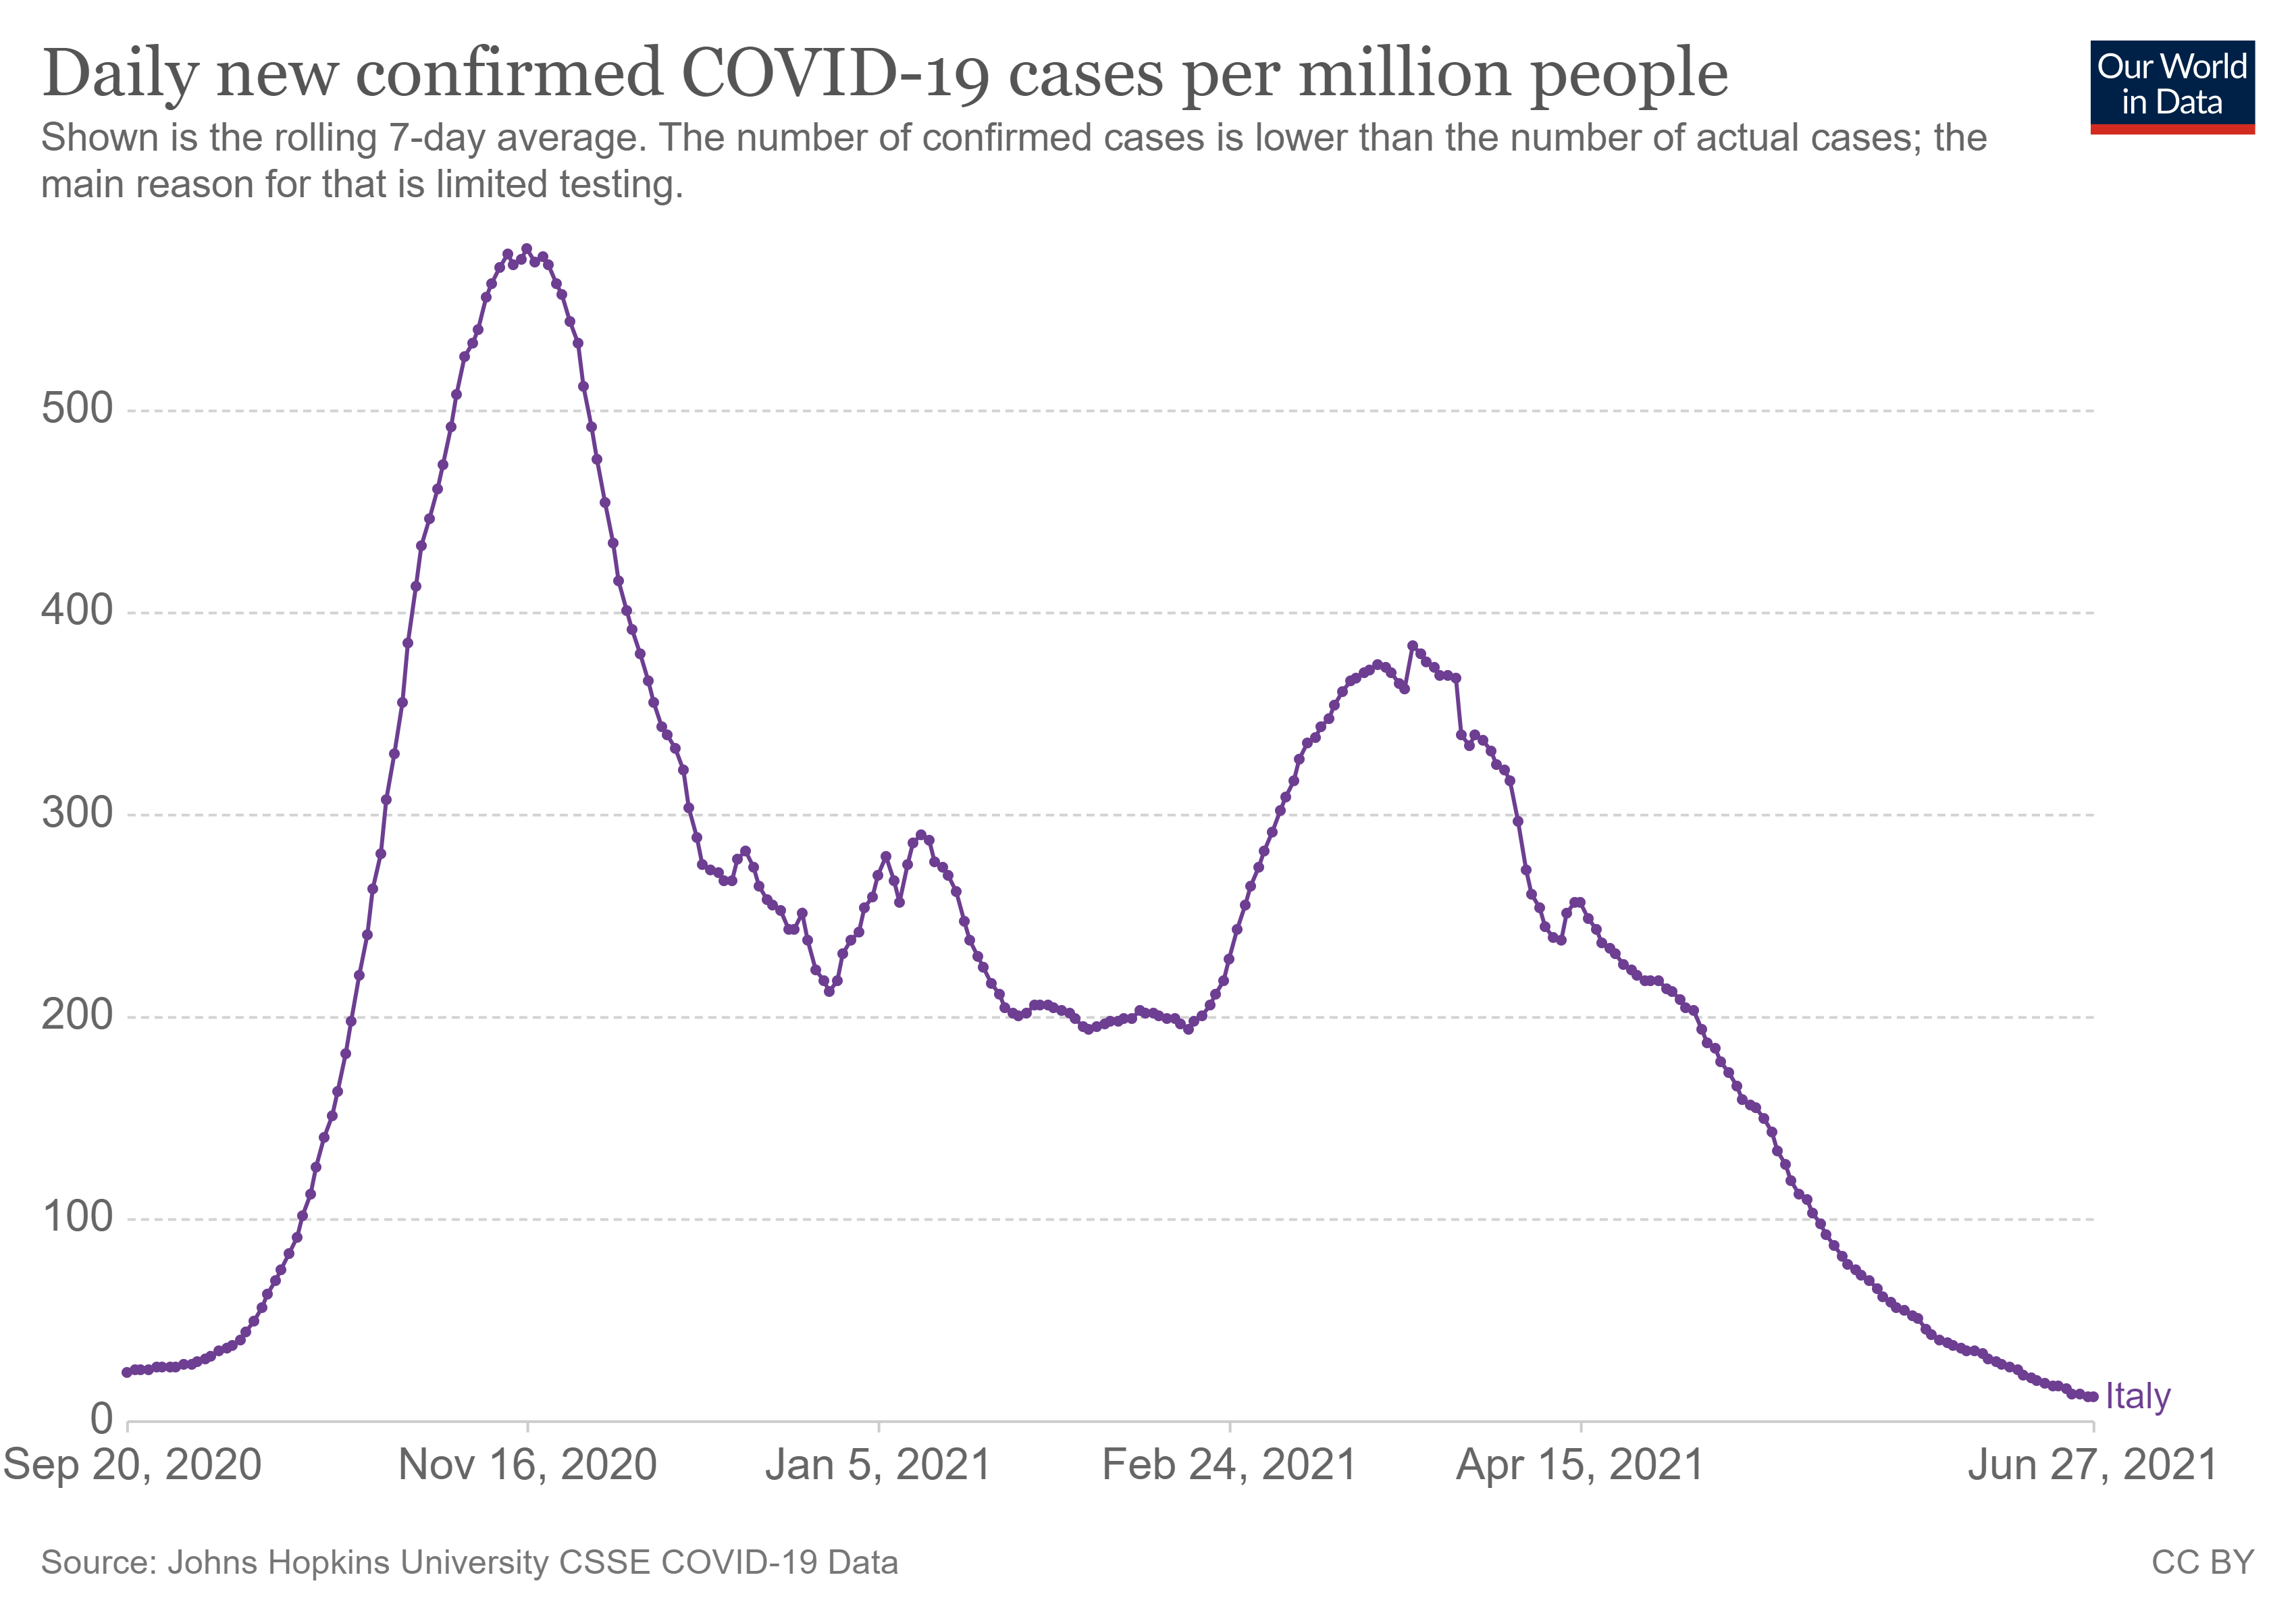 Daily new confirmed COVID-19 cases per million people
Our World
in Data
Shown is the rolling 7-day average. The number of confirmed cases is lower than the number of actual cases; the
main reason for that is limited testing.
500
400
300
200
100
0
Italy
Sep 20, 2020
Nov 16, 2020
Jan 5, 2021
Feb 24, 2021
Apr 15, 2021
Jun 27, 2021
Source: Johns Hopkins University CSSE COVID-19 Data
CC BY